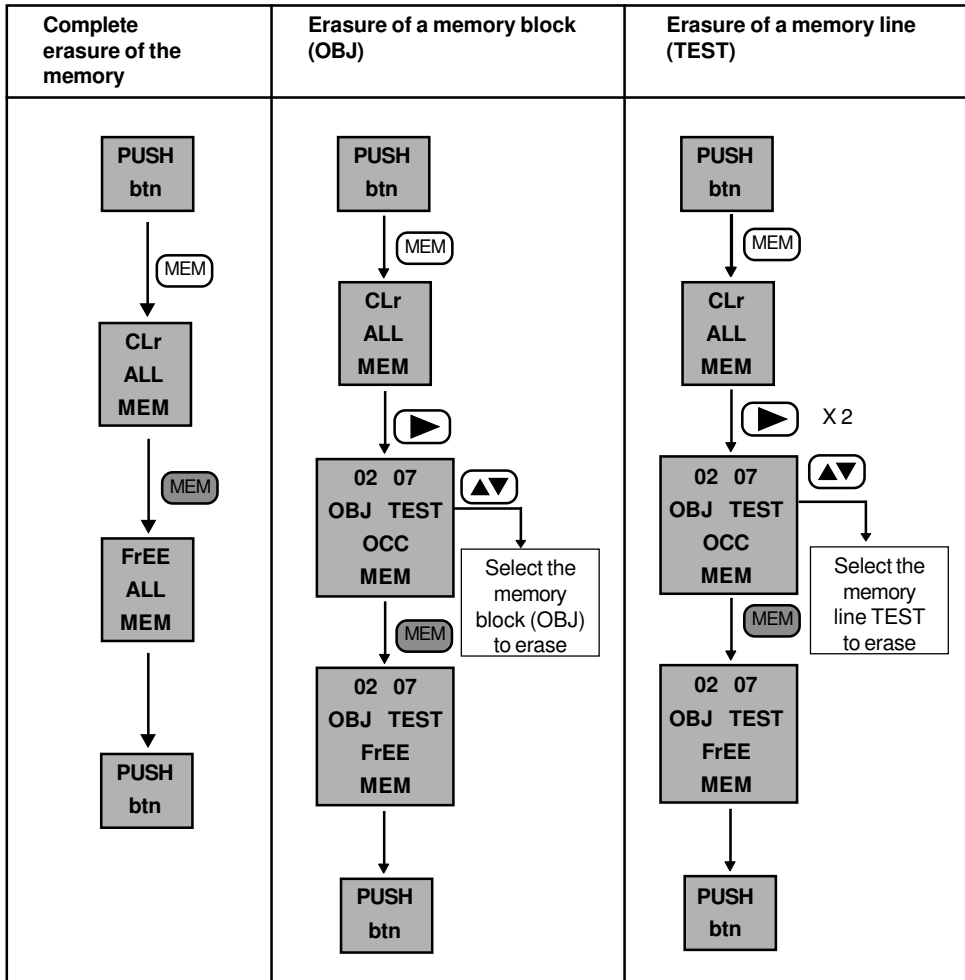 Complete
erasure of the
memory
PUSH
btn
MEM
CLr
ALL
MEM
MEM
FrEE
ALL
MEM
PUSH
btn
Erasure of a memory block
(OBJ)
PUSH
btn
MEM
CLr
ALL
MEM
02 07
OBJ TEST
OCC
MEM
Select the
memory
block (OBJ)
to erase
MEM
02 07
OBJ TEST
FrEE
MEM
PUSH
btn
Erasure of a memory line
(TEST)
PUSH
btn
MEM
CLr
ALL
MEM
X 2
02 07
OBJ TEST
OCC
MEM
Select the
memory
line TEST
to erase
MEM
02 07
OBJ TEST
FrEE
MEM
PUSH
btn